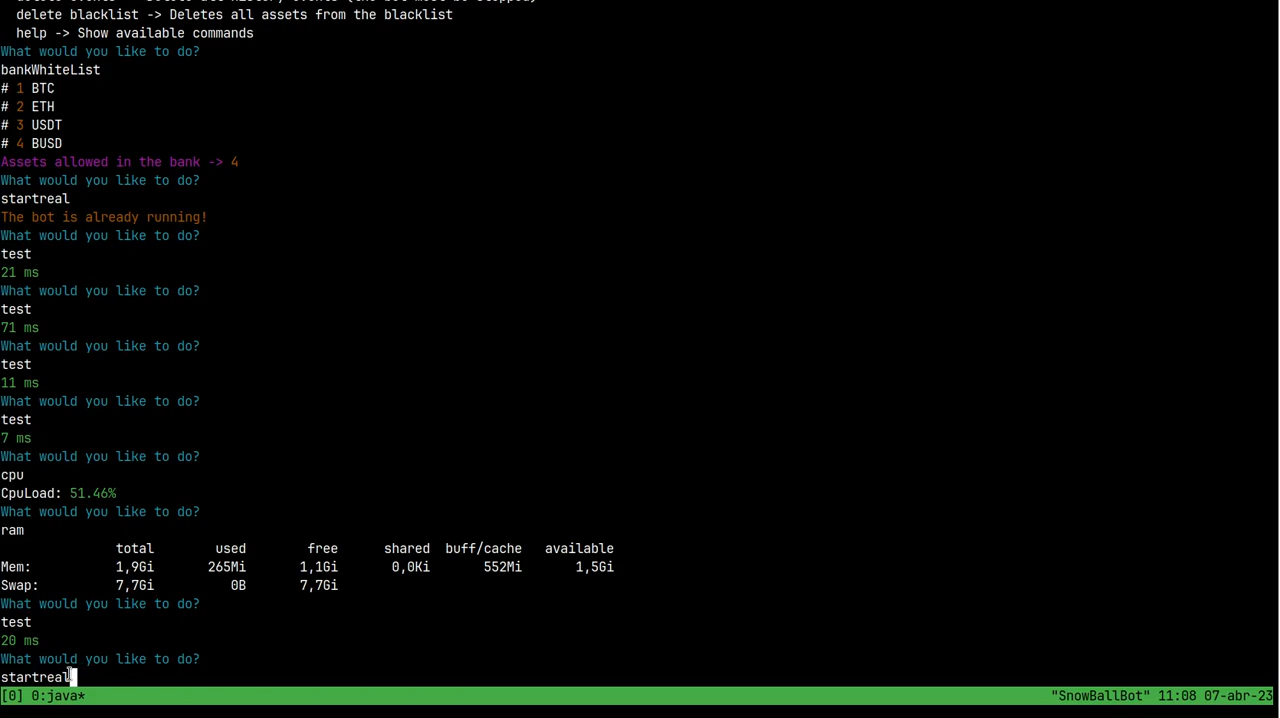 delete blacklist -> Deletes all assets from the blacklist
help -> Show available commands
What would you like to do?
bankWhiteList
# 1 BTC
# 2 ETH
# 3 USDT
# 4 BUSD
Assets allowed in the bank -> 4
What would you like to do?
startreal
The bot is already running!
What would you like to do?
test
21 ms
What would you like to do?
test
71 ms
What would you like to do?
test
11 ms
What would you like to do?
test
7 ms
What would you like to do?
cpu
CpuLoad: 51.46%
What would you like to do?
ram
total used free shared buff/cache available
Mem: 1,9Gi 265Mi 1,1Gi 0,0Ki 552Mi 1,5Gi
Swap: 7,7Gi 0B 7,7Gi
What would you like to do?
test
20 ms
What would you like to do?
startreal
[0] 0:java* "SnowBallBot" 11:08 07-abr-23